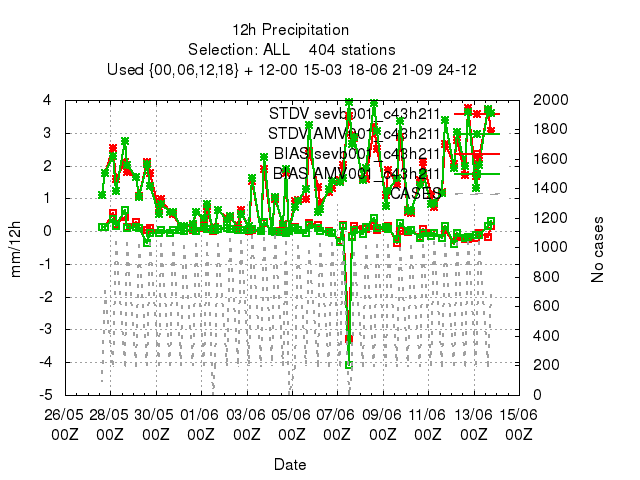 12h Precipitation
Selection: ALL    404 stations
Used {00,06,12,18} + 12-00 15-03 18-06 21-09 24-12
STDV sevb001_c43h211
STDV AMV001_c43h211
BIAS sevb001_c43h211
BIAS AMV001_c43h211
CASES
4
3
2
1
0
-1
-2
-3
-4
-5
mm/12h
2000
1800
1600
1400
1200
1000
800
600
400
200
0
No cases
26/05 28/05 30/05 01/06 03/06 05/06 07/06 09/06 11/06 13/06 15/06
00Z 00Z 00Z 00Z 00Z 00Z 00Z 00Z 00Z 00Z 00Z
Date